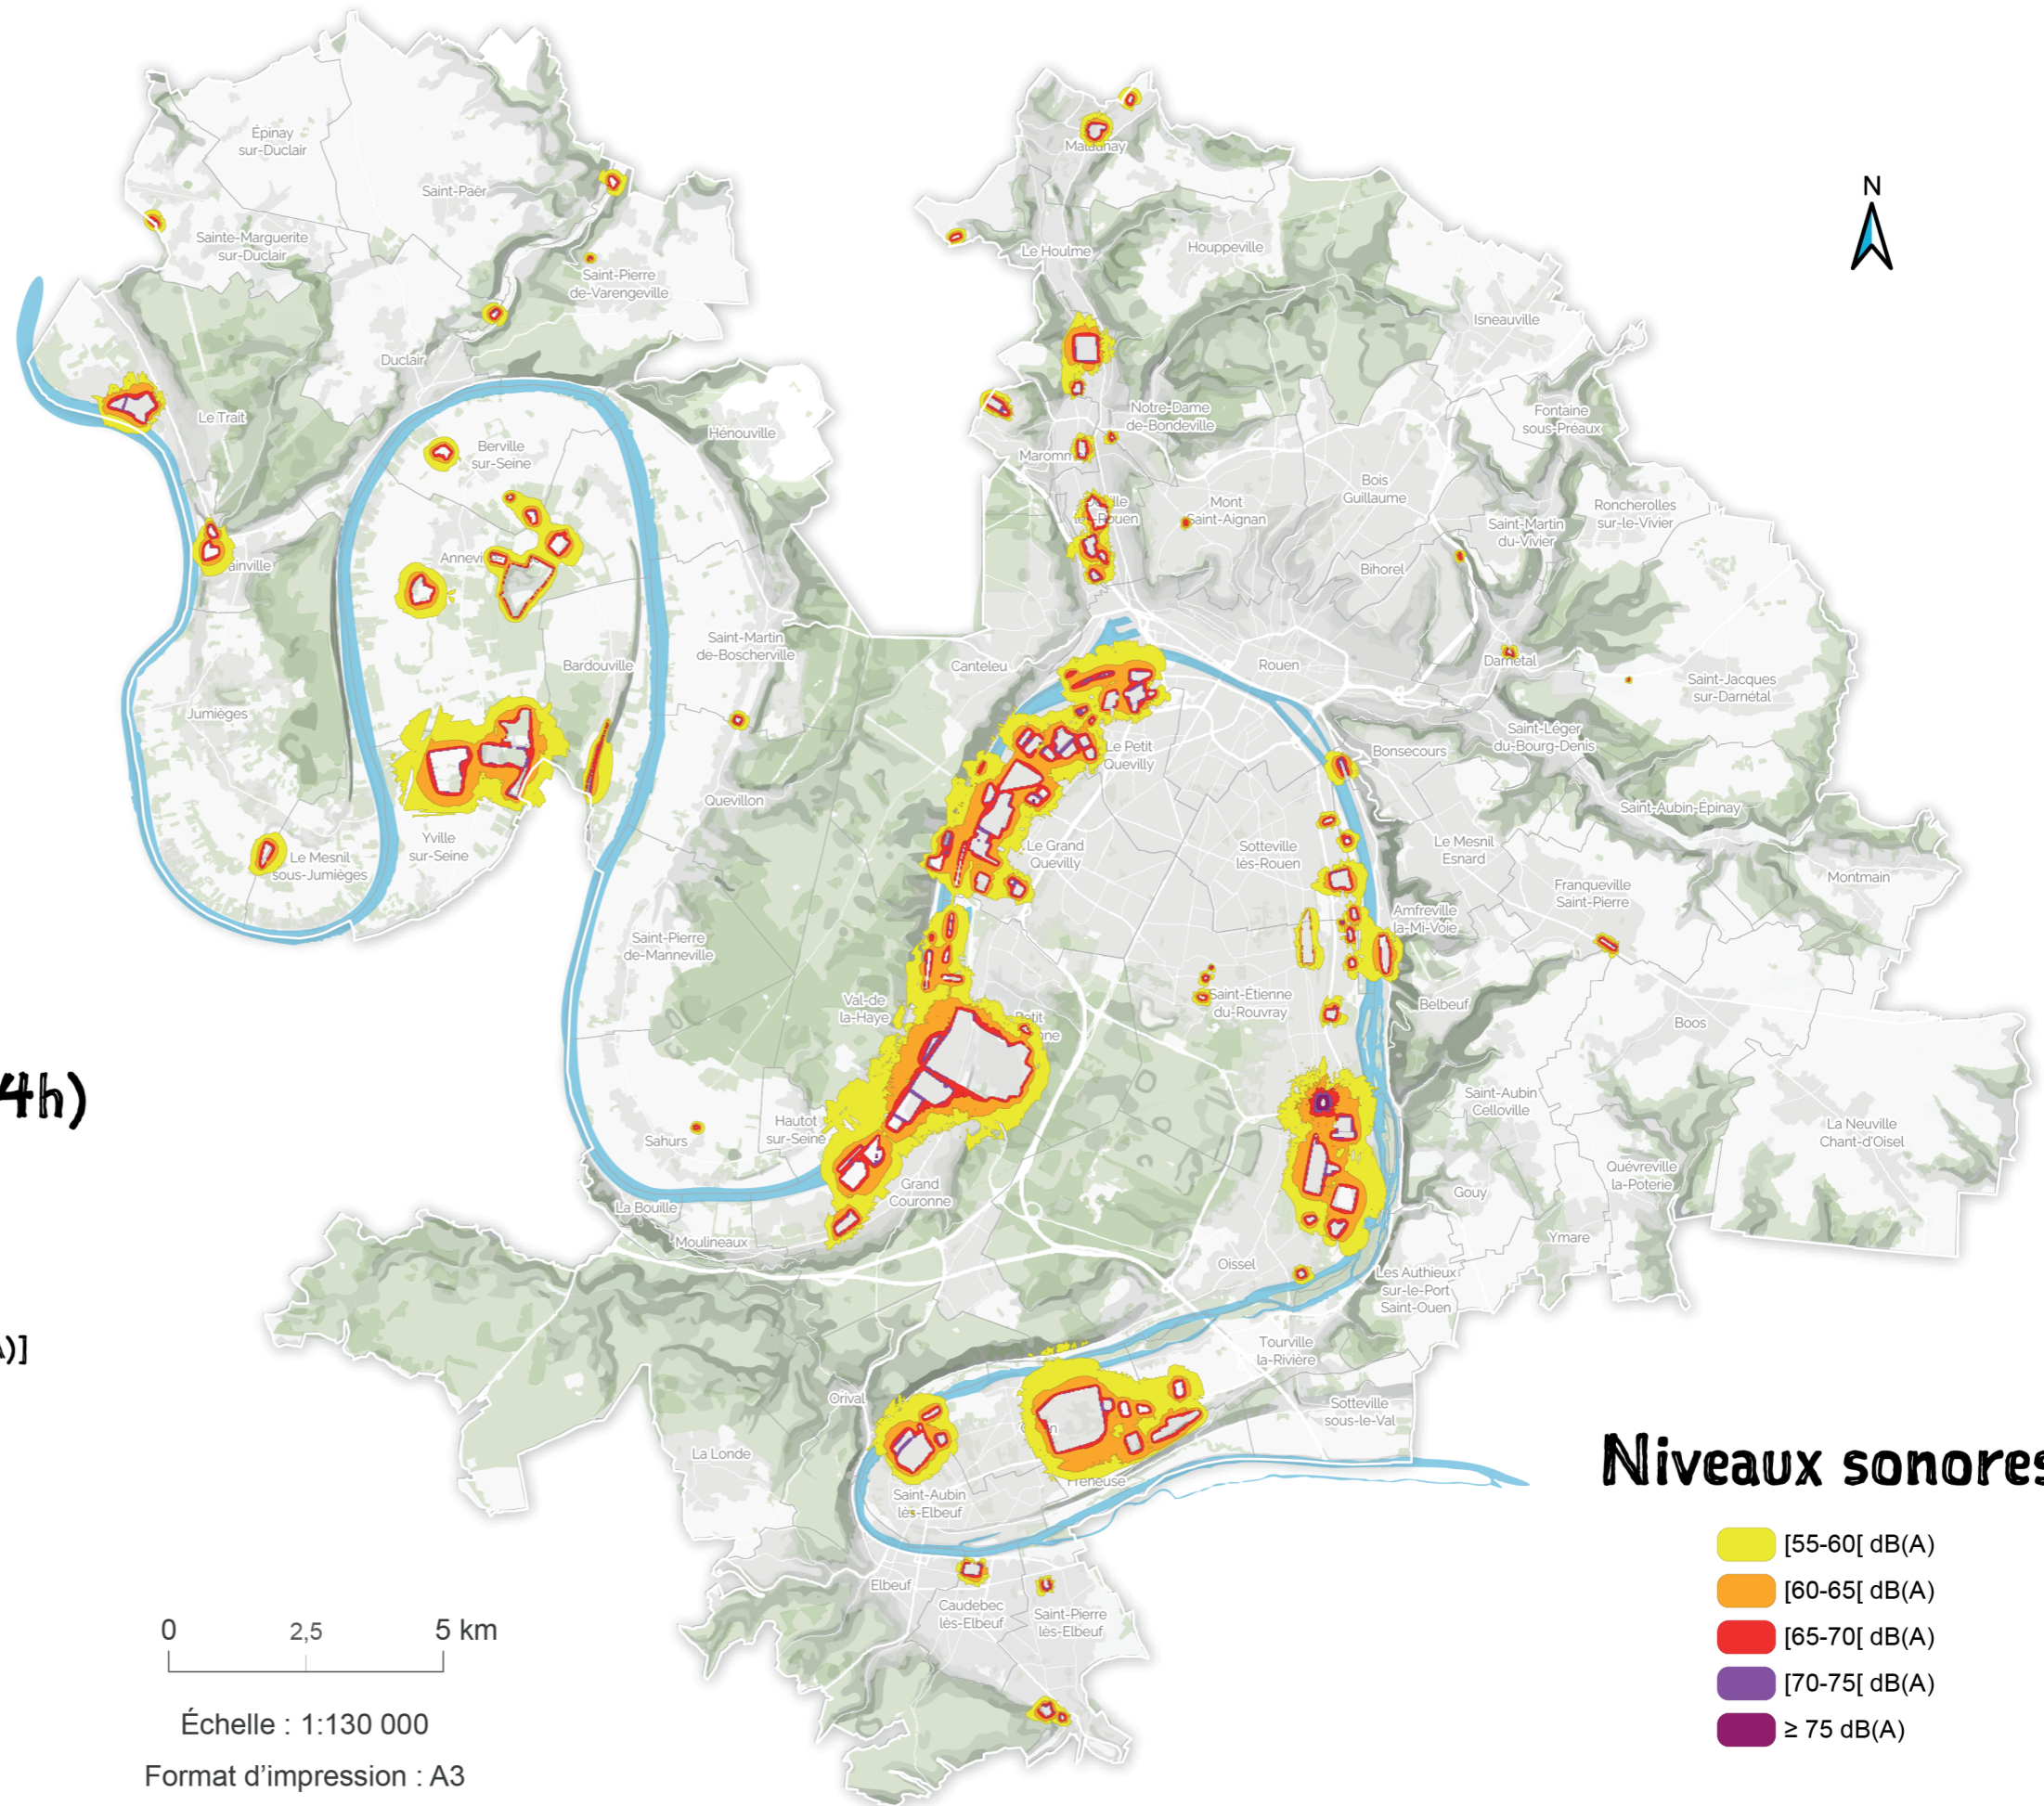 N
Épinay
sur-Duclair
Saint-Paër
Sainte-Marguerite
sur-Duclair
Saint-Pierre
de-Varengeville
Duclair
Le Trait
Hénouville
Berville
sur-Seine
Saint-Martin
de-Boscherville
Bardouville
Jumièges
Quevillon
Yville
sur-Seine
Le Mesnil
sous-Jumièges
Saint-Pierre
de-Manneville
Malaunay
Le Houlme
Houppeville
Isneauville
Notre-Dame
de-Bondeville
Fontaine
sous-Préaux
Bois
Guillaume
Mont
Saint-Aignan
Roncherolles
sur-le-Vivier
Saint-Martin
du-Vivier
Bihorel
Canteleu
Rouen
Darnétal
Saint-Jacques
sur-Darnétal
Saint-Léger
du-Bourg-Denis
Bonsecours
Le Petit
Quevilly
Saint-Aubin-Épinay
Le Grand
Quevilly
Sotteville
lès-Rouen
Le Mesnil
Esnard
Franqueville
Saint-Pierre
Montmain
Amfreville
la-Mi-Voie
Val-de
la-Haye
Saint-Étienne
du-Rouvray
Belbeuf
Boos
4h)
Saint-Aubin
Celloville
La Neuville
Chant-d'Oisel
Hautot
sur-Seine
Sahurs
Grand
Couronne
La Bouille
Moulineaux
Gouy
Quévreville
la-Poterie
Ymare
Oissel
Les Authieux
sur-le-Port
Saint-Ouen
Tourville
la-Rivière
Sotteville
sous-le-Val
Orival
La Londe
Freneuse
Saint-Aubin
lès-Elbeuf
Elbeuf
Caudebec
lès-Elbeuf
Saint-Pierre
lès-Elbeuf
Niveaux sonores
[55-60[ dB(A)
[60-65[ dB(A)
[65-70[ dB(A)
[70-75[ dB(A)
≥ 75 dB(A)
0 2,5 5 km
Échelle : 1:130 000
Format d'impression : A3